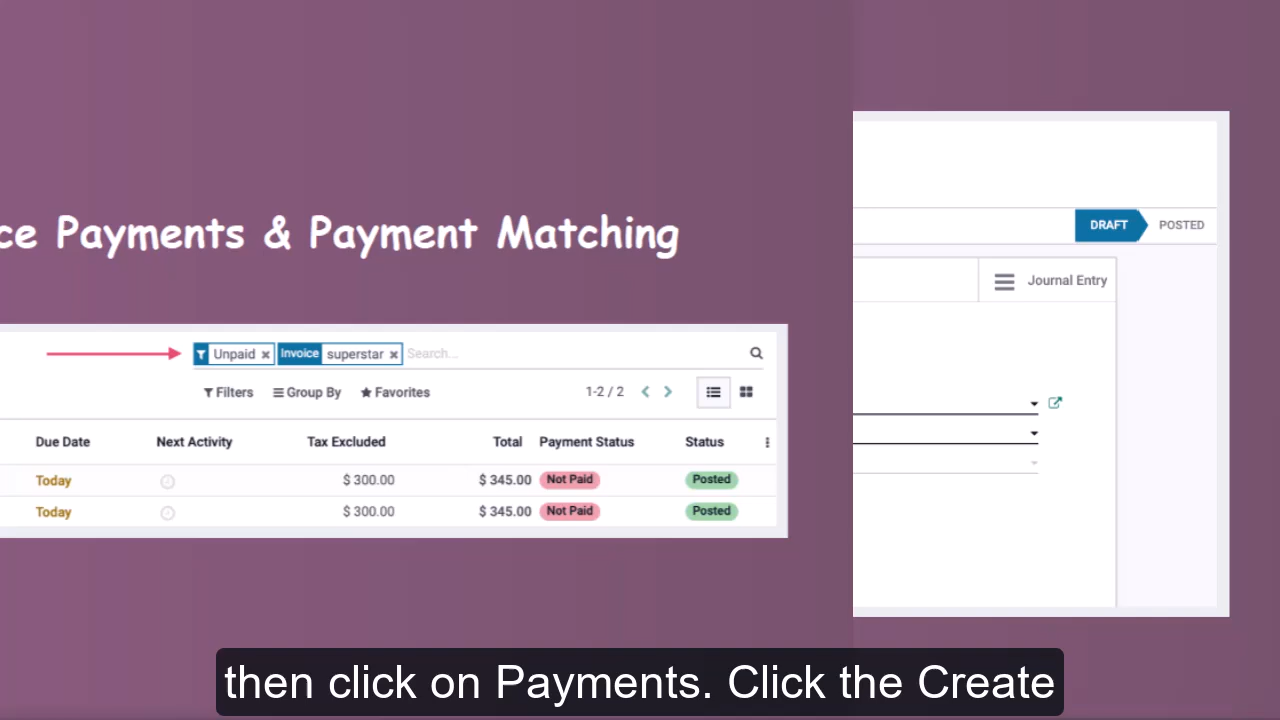 ce Payments & Payment Matching
Unpaid × Invoice superstar × Search...
Filters Group By Favorites 1-2 / 2
Due Date Next Activity Tax Excluded Total Payment Status Status
Today $ 300.00 $ 345.00 Not Paid Posted
Today $ 300.00 $ 345.00 Not Paid Posted
DRAFT POSTED
Journal Entry
then click on Payments. Click the Create